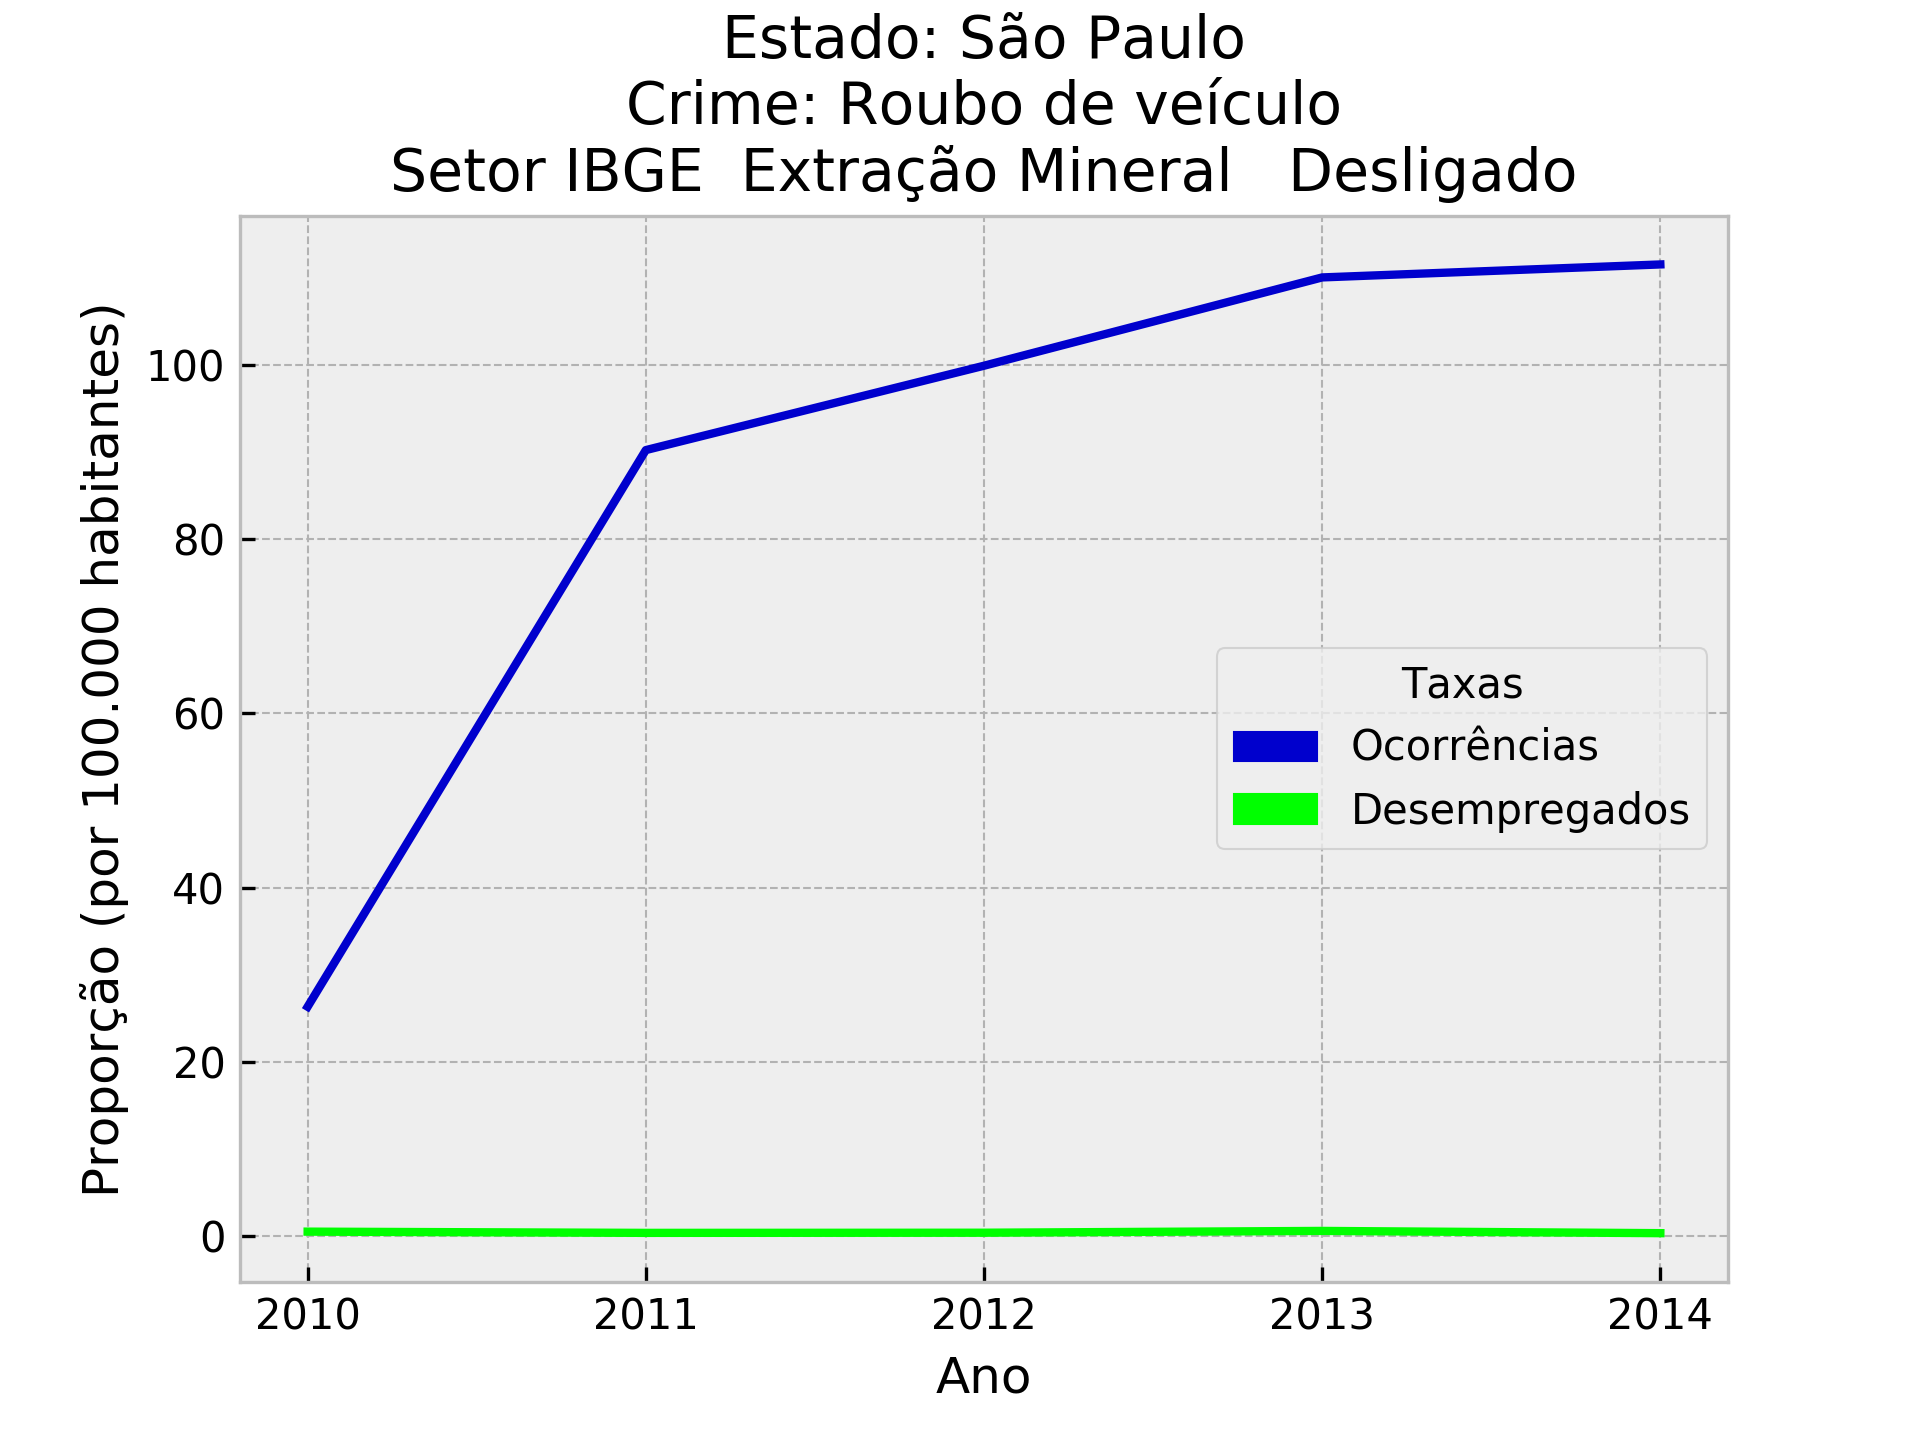 Estado: São Paulo
Crime: Roubo de veículo
Setor IBGE  Extração Mineral   Desligado
Proporção (por 100.000 habitantes)
100
80
60
40
20
0
Taxas
Ocorrências
Desempregados
2010 2011 2012 2013 2014
Ano